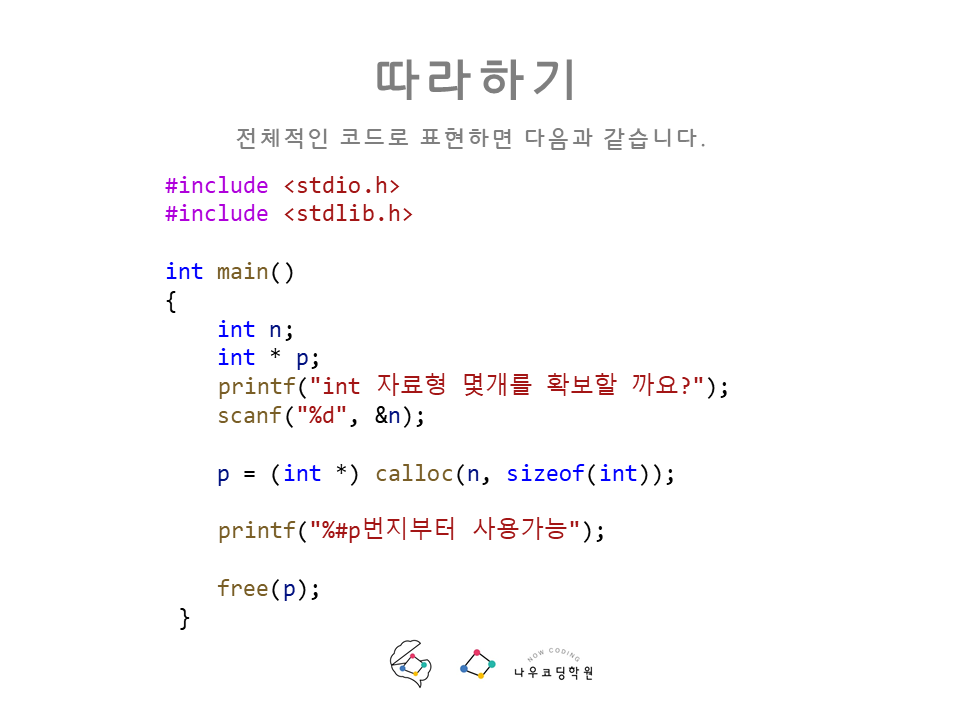 따라하기
전체적인 코드로 표현하면 다음과 같습니다.
#include <stdio.h>
#include <stdlib.h>
int main()
{
    int n;
    int * p;
    printf("int 자료형 몇개를 확보할 까요?");
    scanf("%d", &n);
    p = (int *) calloc(n, sizeof(int));
    printf("%#p번지부터 사용가능");
    free(p);
 }
NOW CODING
나우코딩학원